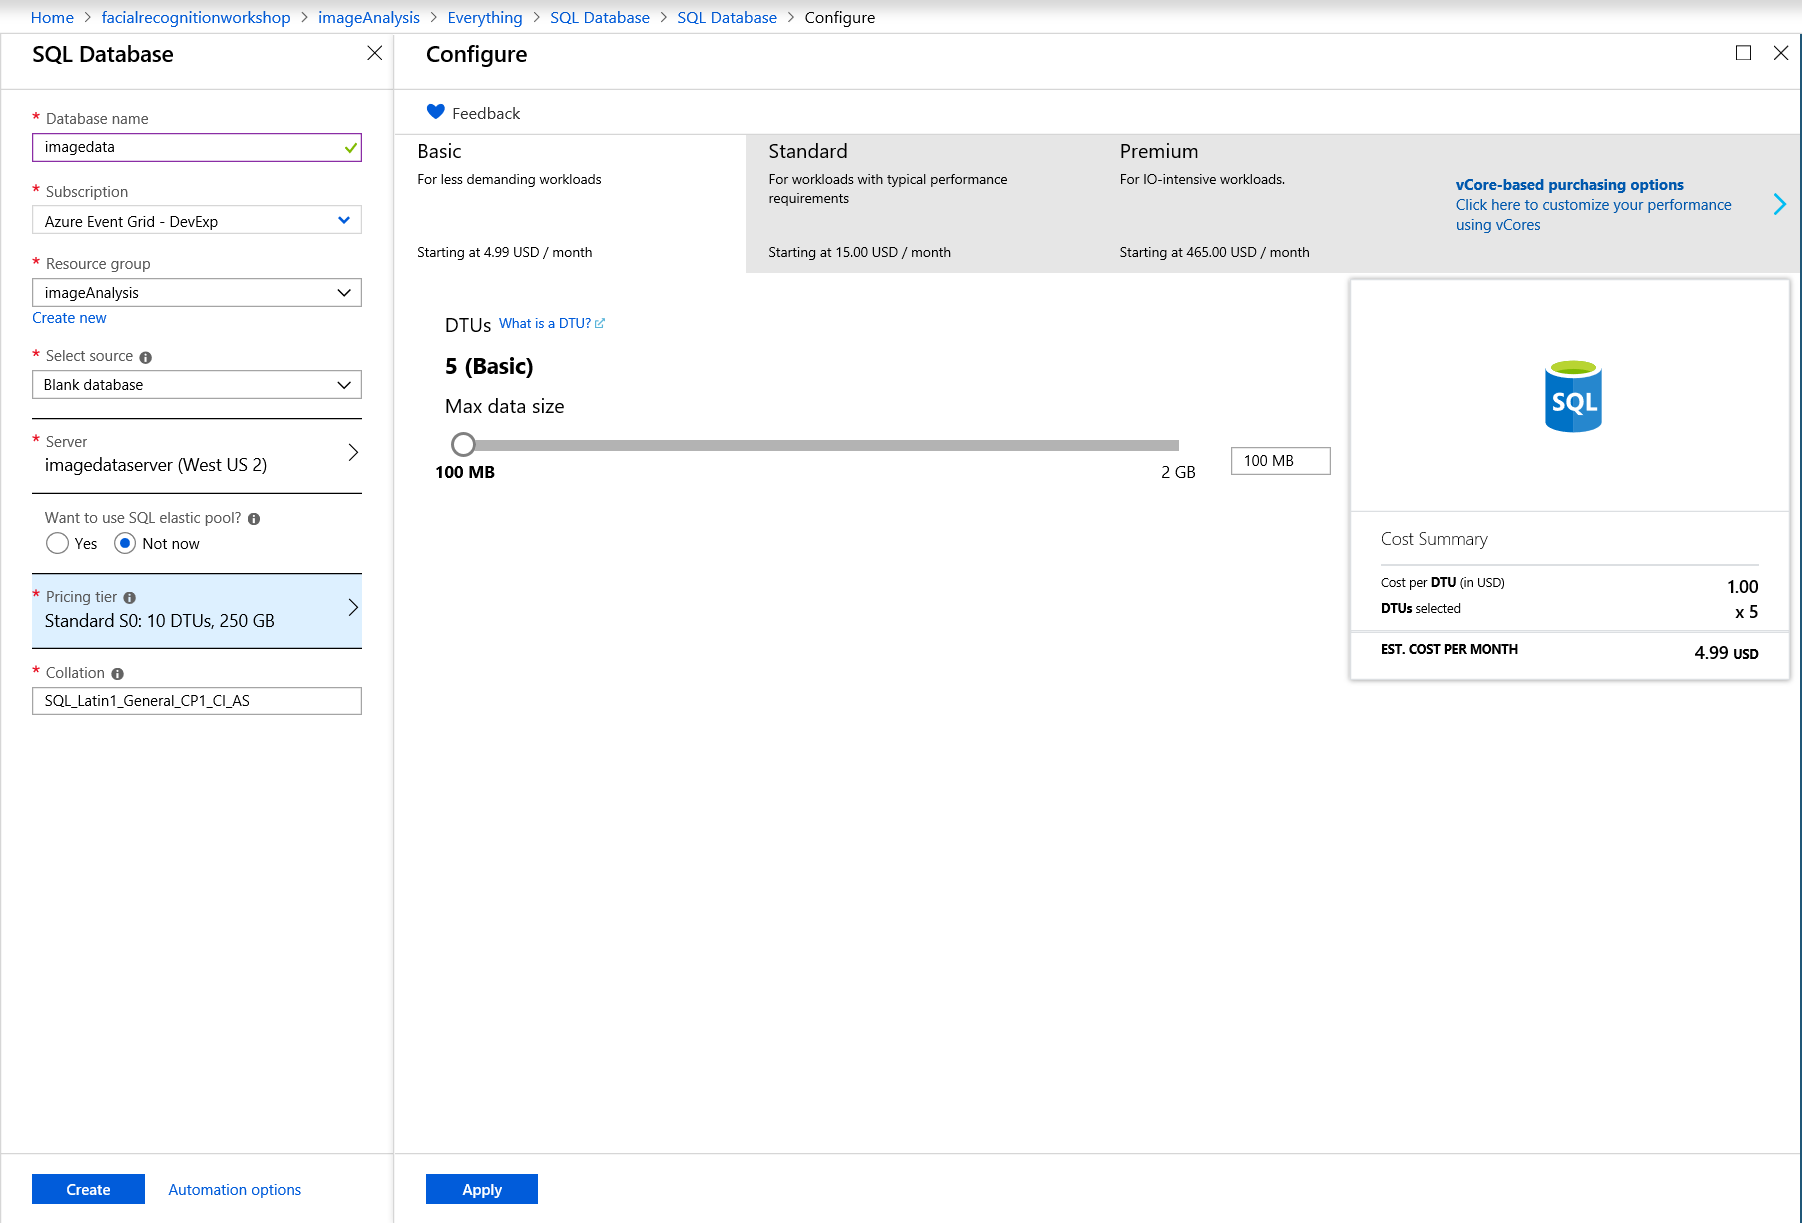 Home > facialrecognitionworkshop > imageAnalysis > Everything > SQL Database > SQL Database > Configure
SQL Database
* Database name
imagedata
* Subscription
Azure Event Grid - DevExp
* Resource group
imageAnalysis
Create new
* Select source
Blank database
* Server
imagedataserver (West US 2)
Want to use SQL elastic pool?
Yes Not now
* Pricing tier
Standard S0: 10 DTUs, 250 GB
* Collation
SQL_Latin1_General_CP1_CI_AS
Create Automation options
Configure
Feedback
Basic
For less demanding workloads
Starting at 4.99 USD / month
Standard
For workloads with typical performance
requirements
Starting at 15.00 USD / month
Premium
For IO-intensive workloads.
Starting at 465.00 USD / month
vCore-based purchasing options
Click here to customize your performance
using vCores
DTUs What is a DTU?
5 (Basic)
Max data size
100 MB 2 GB
100 MB
SQL
Cost Summary
Cost per DTU (in USD) 1.00
DTUs selected x 5
EST. COST PER MONTH 4.99 USD
Apply